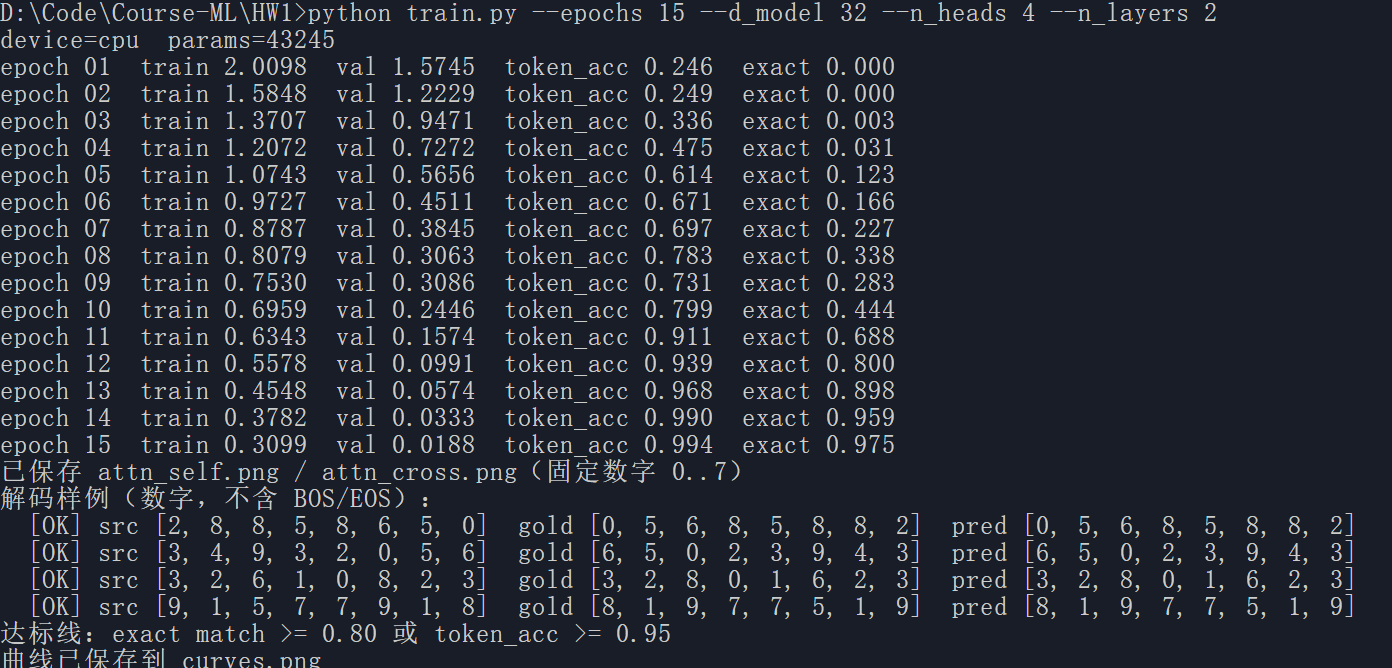 D:\Code\Course-ML\HW1>python train.py --epochs 15 --d_model 32 --n_heads 4 --n_layers 2
device=cpu  params=43245
epoch 01  train 2.0098  val 1.5745  token_acc 0.246  exact 0.000
epoch 02  train 1.5848  val 1.2229  token_acc 0.249  exact 0.000
epoch 03  train 1.3707  val 0.9471  token_acc 0.336  exact 0.003
epoch 04  train 1.2072  val 0.7272  token_acc 0.475  exact 0.031
epoch 05  train 1.0743  val 0.5656  token_acc 0.614  exact 0.123
epoch 06  train 0.9727  val 0.4511  token_acc 0.671  exact 0.166
epoch 07  train 0.8787  val 0.3845  token_acc 0.697  exact 0.227
epoch 08  train 0.8079  val 0.3063  token_acc 0.783  exact 0.338
epoch 09  train 0.7530  val 0.3086  token_acc 0.731  exact 0.283
epoch 10  train 0.6959  val 0.2446  token_acc 0.799  exact 0.444
epoch 11  train 0.6343  val 0.1574  token_acc 0.911  exact 0.688
epoch 12  train 0.5578  val 0.0991  token_acc 0.939  exact 0.800
epoch 13  train 0.4548  val 0.0574  token_acc 0.968  exact 0.898
epoch 14  train 0.3782  val 0.0333  token_acc 0.990  exact 0.959
epoch 15  train 0.3099  val 0.0188  token_acc 0.994  exact 0.975
已保存 attn_self.png / attn_cross.png（固定数字 0..7）
解码样例（数字，不含 BOS/EOS）：
  [OK] src [2, 8, 8, 5, 8, 6, 5, 0]  gold [0, 5, 6, 8, 5, 8, 8, 2]  pred [0, 5, 6, 8, 5, 8, 8, 2]
  [OK] src [3, 4, 9, 3, 2, 0, 5, 6]  gold [6, 5, 0, 2, 3, 9, 4, 3]  pred [6, 5, 0, 2, 3, 9, 4, 3]
  [OK] src [3, 2, 6, 1, 0, 8, 2, 3]  gold [3, 2, 8, 0, 1, 6, 2, 3]  pred [3, 2, 8, 0, 1, 6, 2, 3]
  [OK] src [9, 1, 5, 7, 7, 9, 1, 8]  gold [8, 1, 9, 7, 7, 5, 1, 9]  pred [8, 1, 9, 7, 7, 5, 1, 9]
达标线：exact match >= 0.80 或 token_acc >= 0.95
曲线已保存到 curves.png